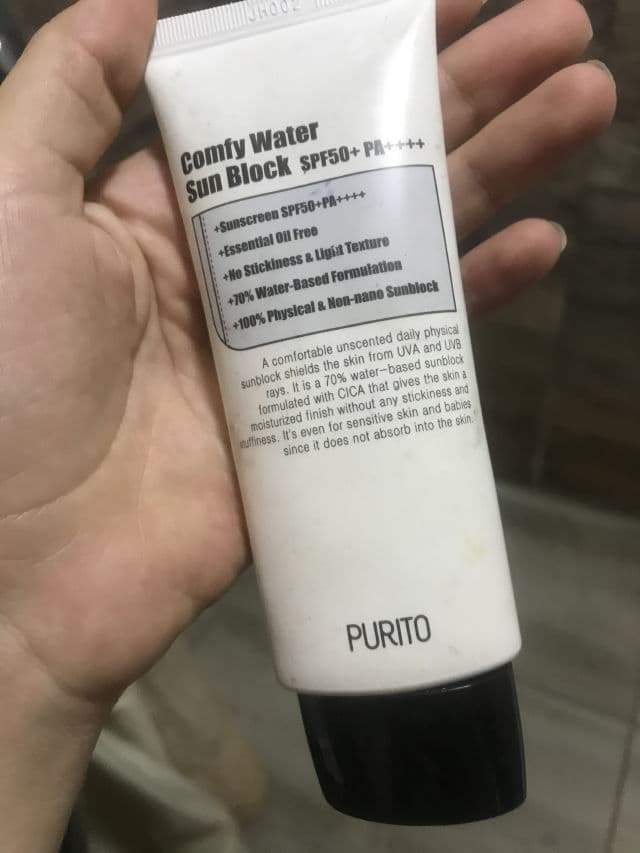 JH002
Comfy Water
Sun Block SPF50+ PA++++
+Sunscreen SPF50+PA++++
+Essential Oil Free
+No Stickiness & Light Texture
+70% Water-Based Formulation
+100% Physical & Non-nano Sunblock
A comfortable unscented daily physical
sunblock shields the skin from UVA and UVB
rays. It is a 70% water-based sunblock
formulated with CICA that gives the skin a
moisturized finish without any stickiness and
stuffiness. It's even for sensitive skin and babies
since it does not absorb into the skin.
PURITO